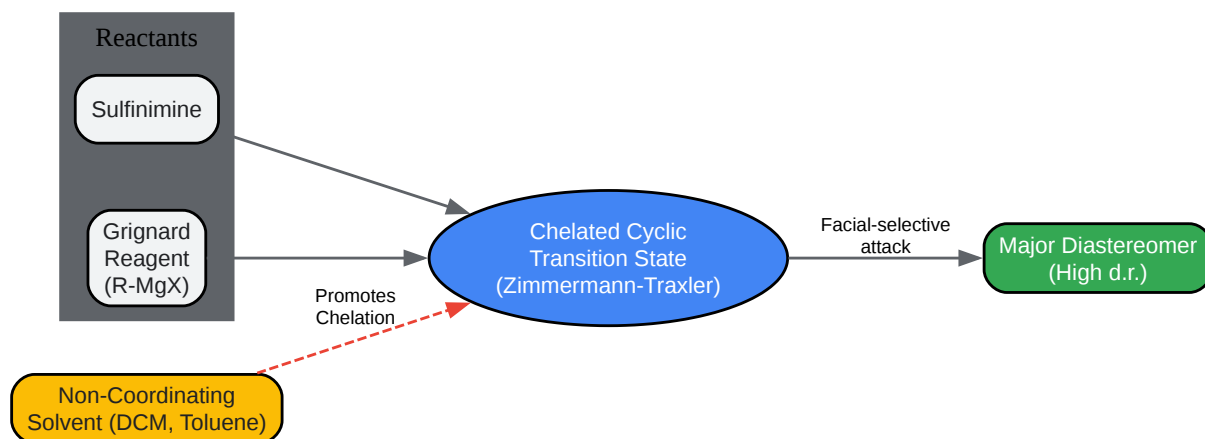 Reactants
Sulfinimine
Grignard
Reagent
(R-MgX)
Promotes
Chelation
Non-Coordinating
Solvent (DCM, Toluene)
Chelated Cyclic
Transition State
(Zimmermann-Traxler)
Facial-selective
attack
Major Diastereomer
(High d.r.)